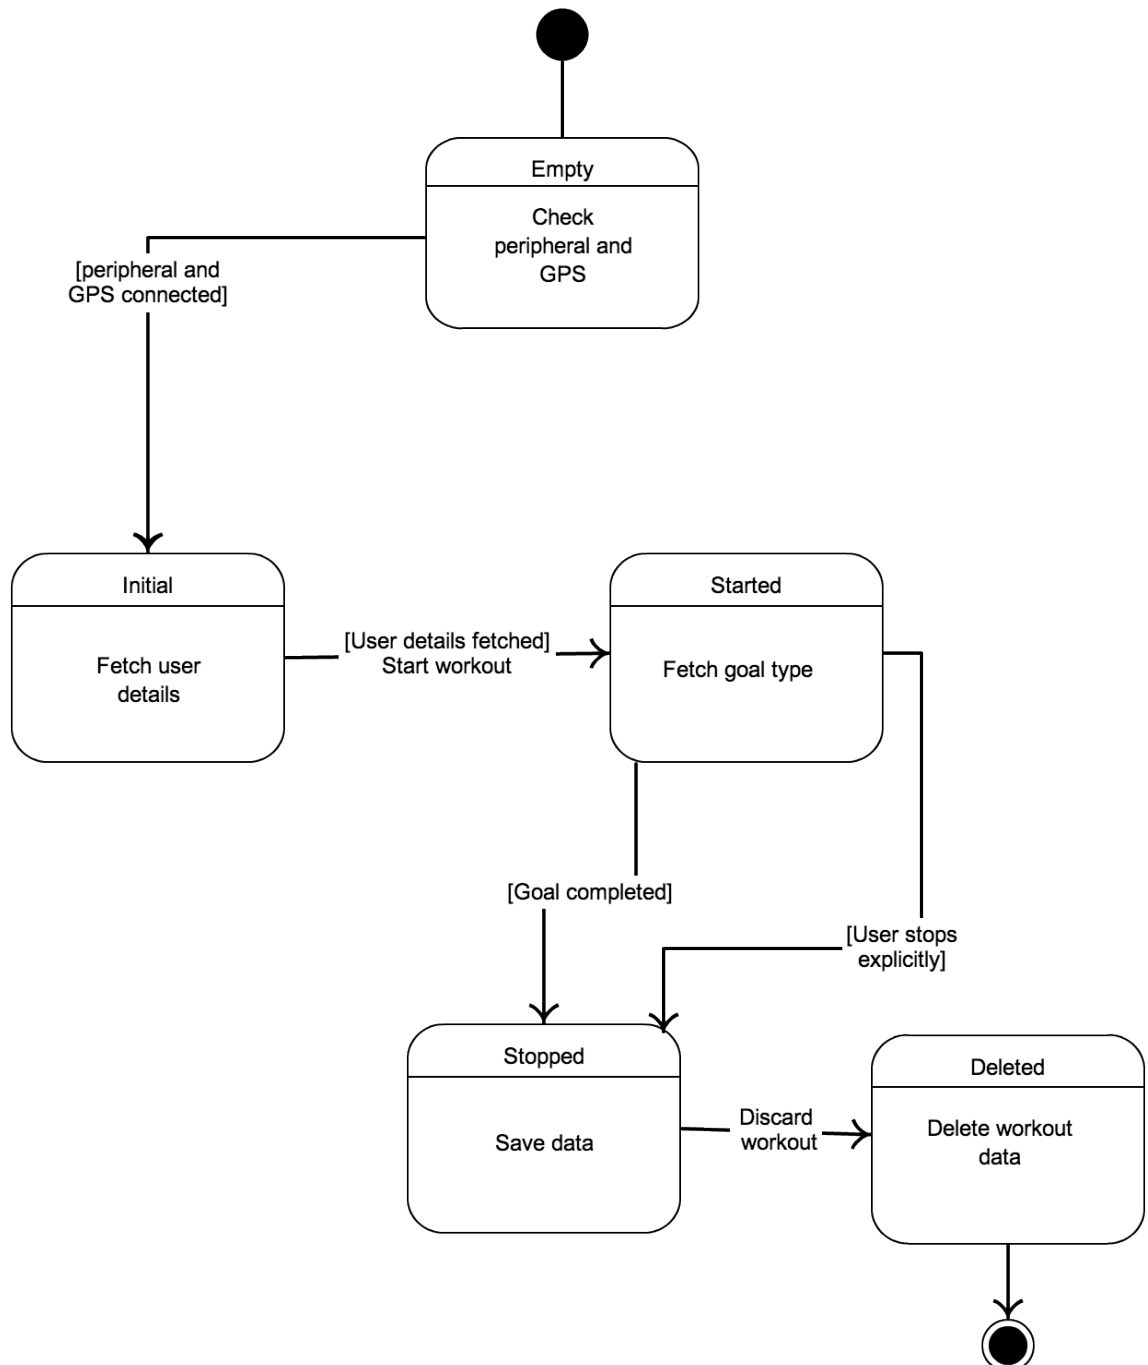 Empty
Check
peripheral and
GPS
[peripheral and
GPS connected]
Initial
Fetch user
details
[User details fetched]
Start workout
Started
Fetch goal type
[Goal completed]
[User stops
explicitly]
Stopped
Save data
Discard
workout
Deleted
Delete workout
data